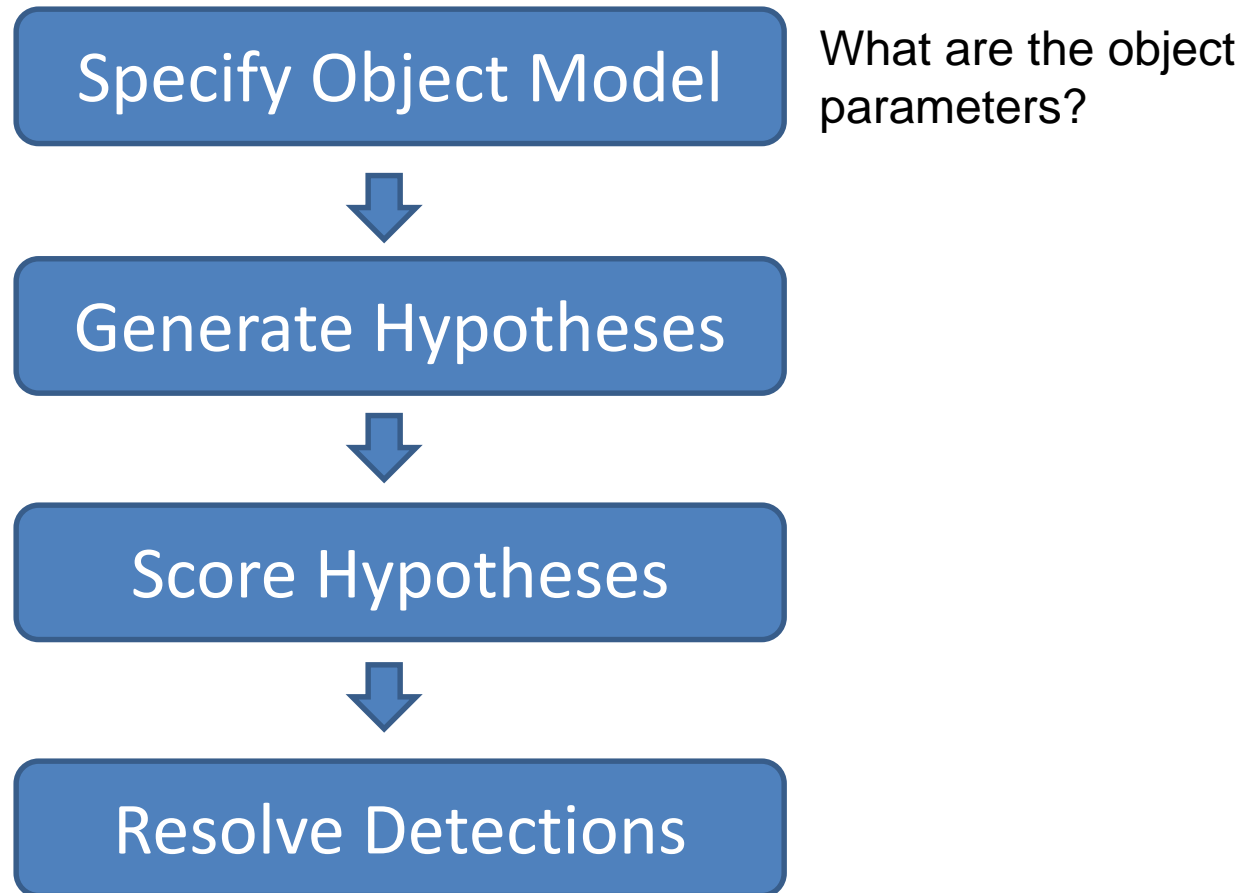 Specify Object Model
What are the object
parameters?
Generate Hypotheses
Score Hypotheses
Resolve Detections